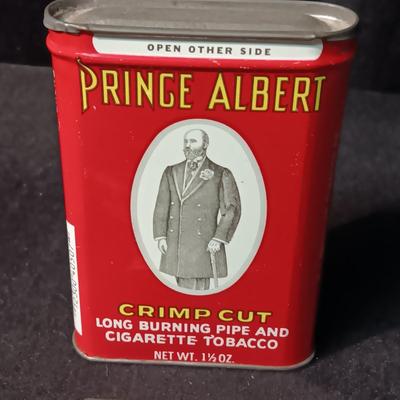 OPEN OTHER SIDE
PRINCE ALBERT
CRIMP CUT
LONG BURNING PIPE AND
CIGARETTE TOBACCO
NET WT. 1½ OZ.